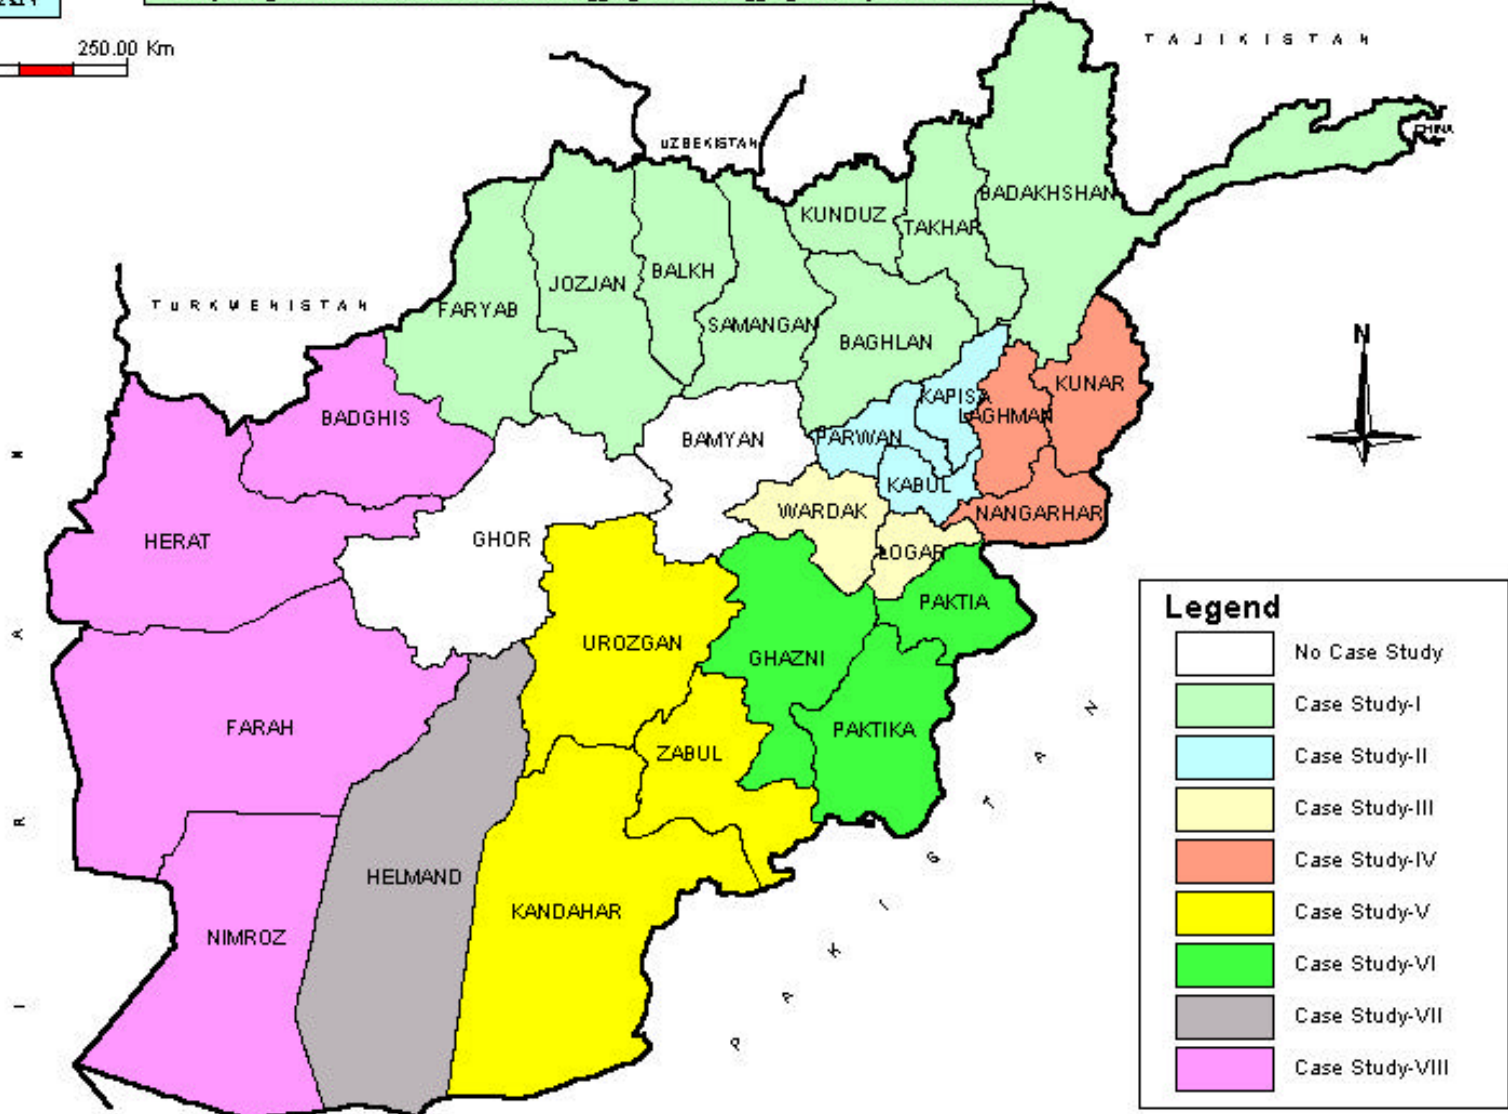 250.00 Km
TAJIKISTAN
UZBEKISTAN
CHINA
TURKMENISTAN
BADAKHSHAN
KUNDUZ
TAKHAR
BALKH
JOZJAN
FARYAB
SAMANGAN
BAGHLAN
KUNAR
KAPISA
LAGHMAN
BADGHIS
BAMYAN
PARWAN
KABUL
WARDAK
NANGARHAR
HERAT
GHOR
LOGAR
PAKTIA
UROZGAN
GHAZNI
FARAH
PAKTIKA
ZABUL
HELMAND
KANDAHAR
NIMROZ
IRAN
PAKISTAN
N
Legend
No Case Study
Case Study-I
Case Study-II
Case Study-III
Case Study-IV
Case Study-V
Case Study-VI
Case Study-VII
Case Study-VIII